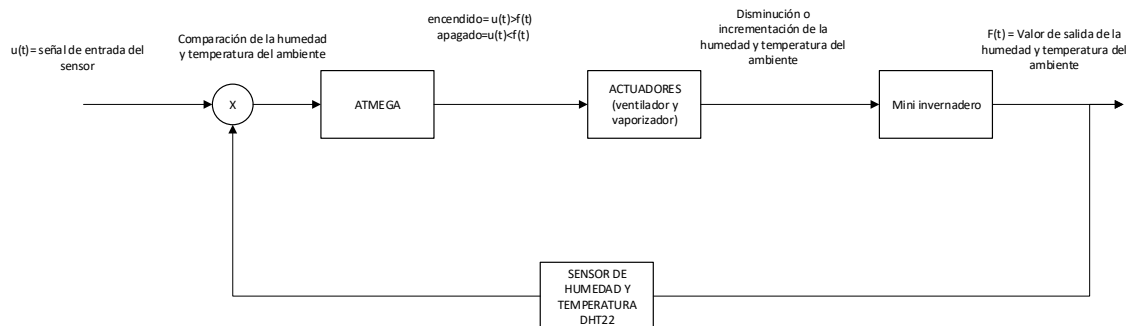 u(t)= señal de entrada del
sensor
Comparación de la humedad
y temperatura del ambiente
X
ATMEGA
encendido= u(t)>f(t)
apagado=u(t)<f(t)
ACTUADORES
(ventilador y
vaporizador)
Disminución o
incrementación de la
humedad y temperatura del
ambiente
Mini invernadero
F(t) = Valor de salida de la
humedad y temperatura del
ambiente
SENSOR DE
HUMEDAD Y
TEMPERATURA
DHT22